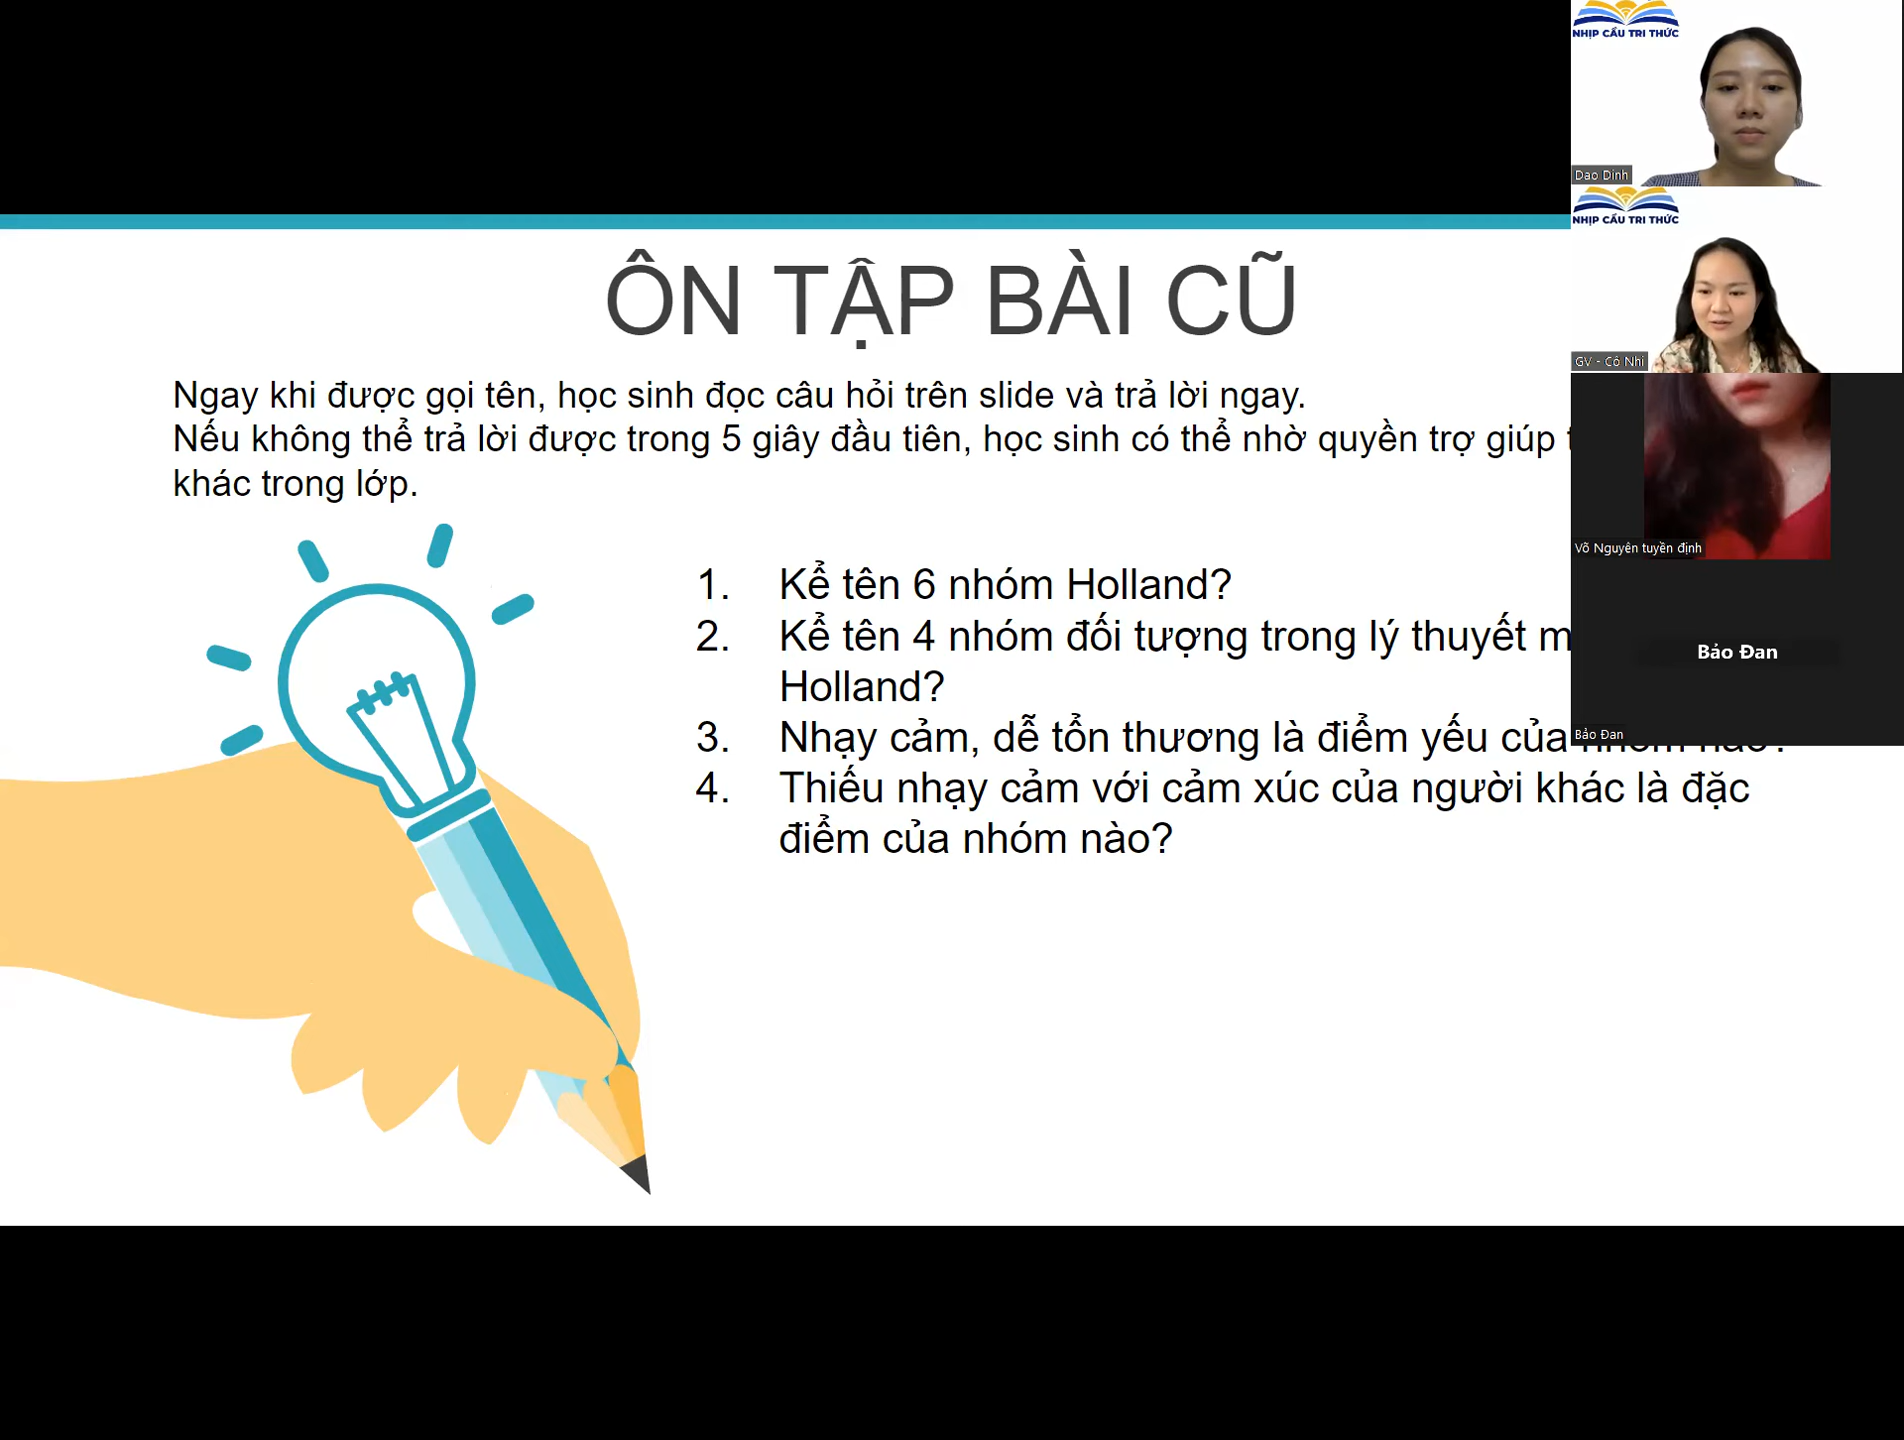 NHỊP CẦU TRI THỨC
Dao Dinh
NHỊP CẦU TRI THỨC
GV - Cô Nhi
ÔN TẬP BÀI CŨ
Ngay khi được gọi tên, học sinh đọc câu hỏi trên slide và trả lời ngay.
Nếu không thể trả lời được trong 5 giây đầu tiên, học sinh có thể nhờ quyền trợ giúp
khác trong lớp.
Võ Nguyên tuyền định
1. Kể tên 6 nhóm Holland?
2. Kể tên 4 nhóm đối tượng trong lý thuyết
Holland?
Bảo Đan
Bảo Đan
3. Nhạy cảm, dễ tổn thương là điểm yếu của nhóm nào?
4. Thiếu nhạy cảm với cảm xúc của người khác là đặc
điểm của nhóm nào?